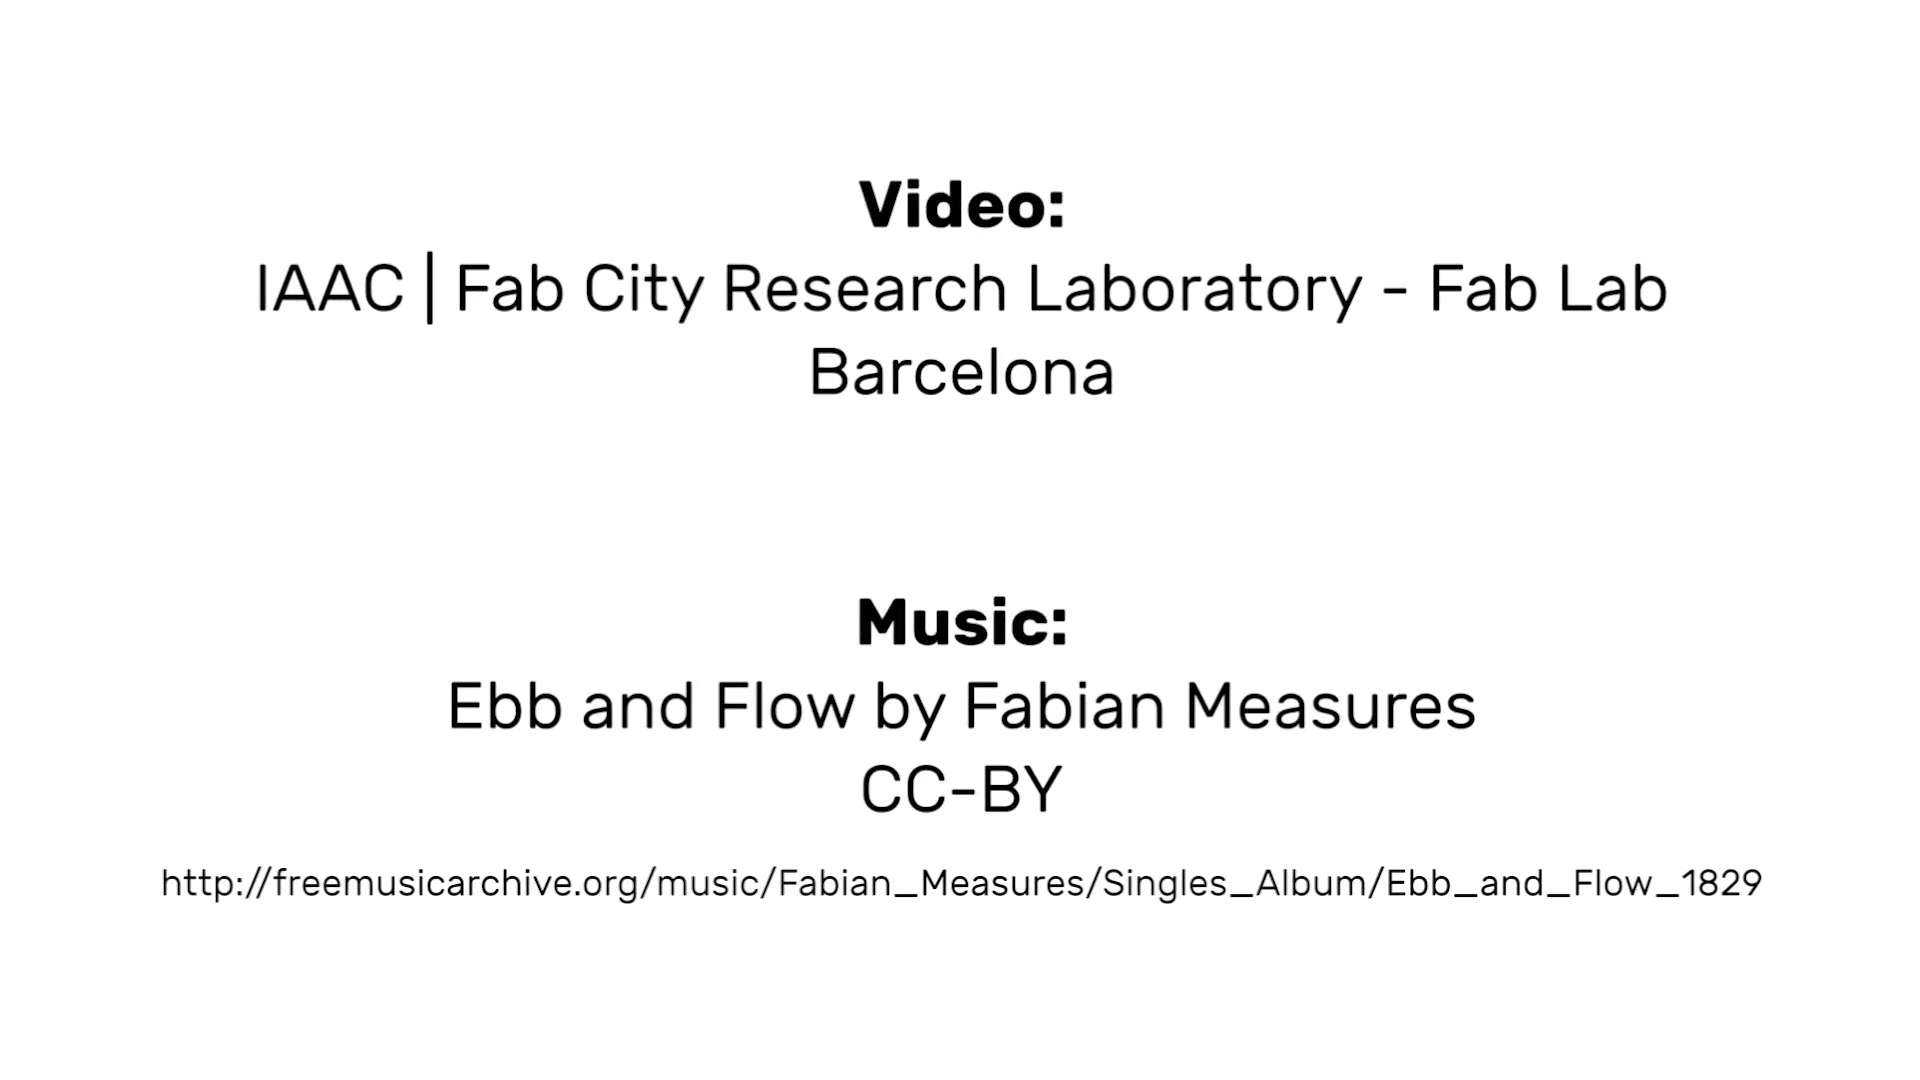 Video:
IAAC | Fab City Research Laboratory - Fab Lab
Barcelona
Music:
Ebb and Flow by Fabian Measures
CC-BY
http://freemusicarchive.org/music/Fabian_Measures/Singles_Album/Ebb_and_Flow_1829